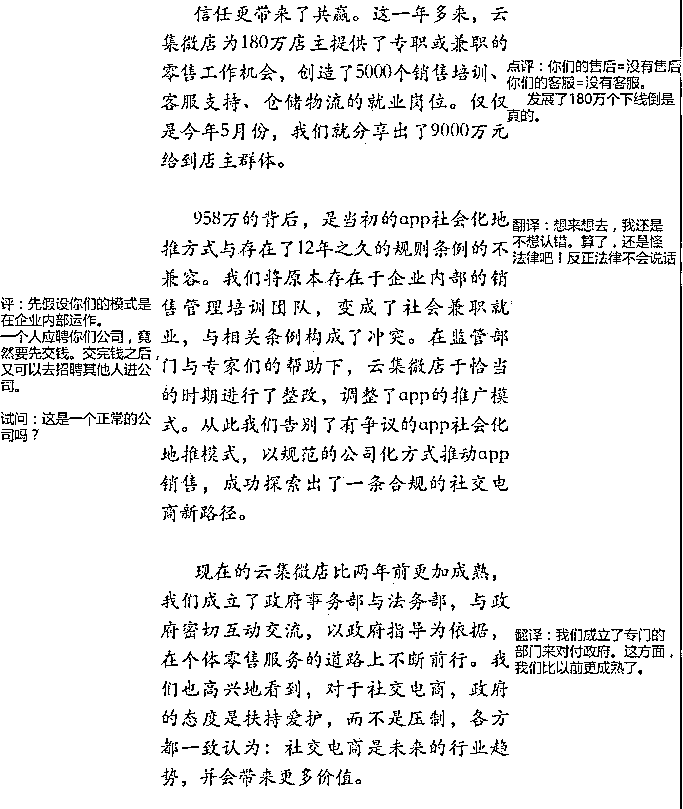 信任更带来了共赢。这一年多来，云
集微店为180万店主提供了专职或兼职的
零售工作机会，创造了5000个销售培训、
客服支持、仓储物流的就业岗位。仅仅
是今年5月份，我们就分享出了9000万元
给到店主群体。
点评：你们的售后=没有售后
你们的客服=没有客服。
发展了180万个下线倒是
真的。
958万的背后，是当初的app社会化地
推方式与存在了12年之久的规则条例的不
兼容。我们将原本存在于企业内部的销
售管理培训团队，变成了社会兼职就
业，与相关条例构成了冲突。在监管部
门与专家们的帮助下，云集微店于恰当
的时期进行了整改，调整了app的推广模
式。从此我们告别了有争议的app社会化
地推模式，以规范的公司化方式推动app
销售，成功探索出了一条合规的社交电
商新路径。
翻译：想来想去，我还是
不想认错。算了，还是怪
法律吧！反正法律不会说话
评：先假设你们的模式是
在企业内部运作。
一个人应聘你们公司，竟
然要先交钱。交完钱之后，
又可以去招聘其他人进公
司。
试问：这是一个正常的公
司吗？
现在的云集微店比两年前更加成熟，
我们成立了政府事务部与法务部，与政
府密切互动交流，以政府指导为依据，
在个体零售服务的道路上不断前行。我
们也高兴地看到，对于社交电商，政府
的态度是扶持爱护，而不是压制，各方
都一致认为：社交电商是未来的行业趋
势，并会带来更多价值。
翻译：我们成立了专门的
部门来对付政府。这方面，
我们比以前更成熟了。